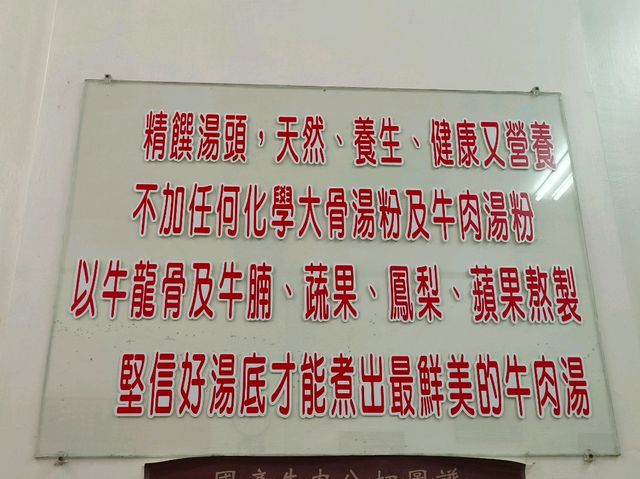 精饌湯頭，天然、養生、健康又營養
不加任何化學大骨湯粉及牛肉湯粉
以牛龍骨及牛腩、蔬果、鳳梨、蘋果熬製
堅信好湯底才能煮出最鮮美的牛肉湯